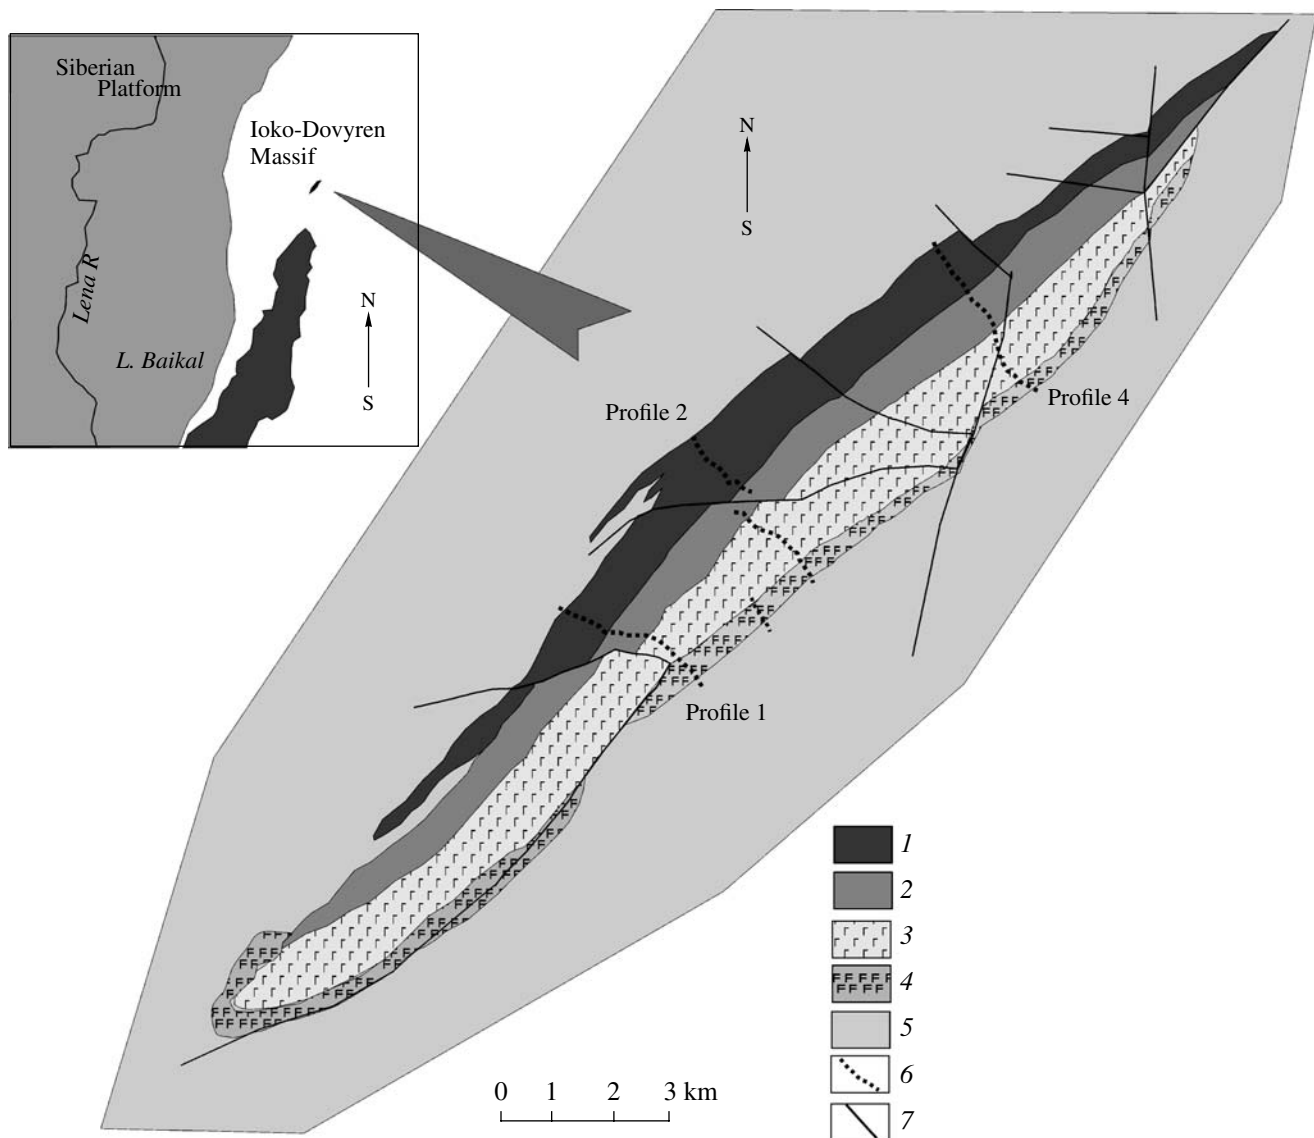 Siberian
Platform
Ioko-Dovyren
Massif
Lena R
L. Baikal
N
S
N
S
Profile 2
Profile 4
Profile 1
1
2
3
4
5
6
7
0 1 2 3 km